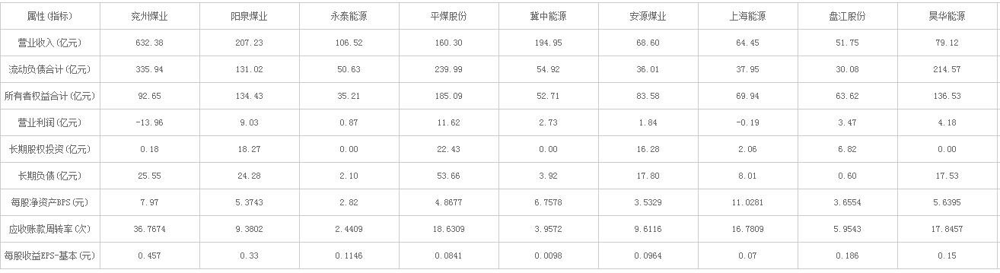 属性(指标) 兖州煤业 阳泉煤业 永泰能源 平煤股份 冀中能源 安源煤业 上海能源 盘江股份 昊华能源
营业收入(亿元) 632.38 207.23 106.52 160.30 194.95 68.60 64.45 51.75 79.12
流动负债合计(亿元) 335.94 131.02 50.63 239.99 54.92 36.01 37.95 30.08 214.57
所有者权益合计(亿元) 92.65 134.43 35.21 185.09 52.71 83.58 69.94 63.62 136.53
营业利润(亿元) -13.96 9.03 0.87 11.62 2.73 1.84 -0.19 3.47 4.18
长期股权投资(亿元) 0.18 18.27 0.00 22.43 0.00 16.28 2.06 6.82 0.00
长期负债(亿元) 25.55 24.28 2.10 53.66 3.92 17.80 8.01 0.60 17.53
每股净资产BPS(元) 7.97 5.3743 2.82 4.8677 6.7578 3.5329 11.0281 3.6554 5.6395
应收账款周转率(次) 36.7674 9.3802 2.4409 18.6309 3.9572 9.6116 16.7809 5.9543 17.8457
每股收益EPS-基本(元) 0.457 0.33 0.1146 0.0841 0.0098 0.0964 0.07 0.186 0.15